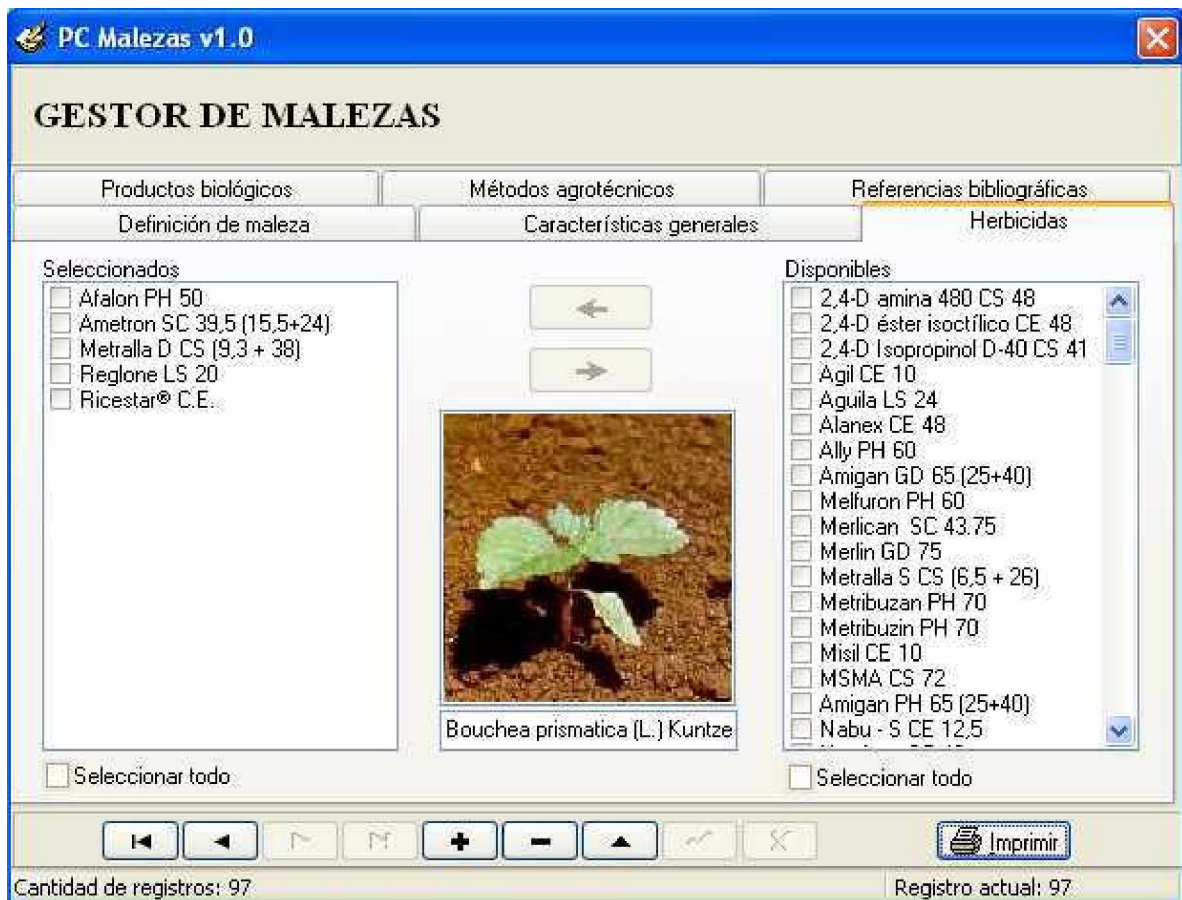 PC Malezas v1.0
GESTOR DE MALEZAS
Productos biológicos
Métodos agrotécnicos
Referencias bibliográficas
Definición de maleza
Características generales
Herbicidas
Seleccionados
Afalon PH 50
Ametron SC 39,5 (15,5+24)
Metralla D CS (9,3 + 38)
Reglone LS 20
Ricestar® C.E.
Seleccionar todo
Bouchea prismatica (L.) Kuntze
Disponibles
2,4-D amina 480 CS 48
2,4-D éster isoctílico CE 48
2,4-D Isopropinol D-40 CS 41
Agil CE 10
Aguila LS 24
Alanex CE 48
Ally PH 60
Amigan GD 65 (25+40)
Melfuron PH 60
Merlican SC 43.75
Merlin GD 75
Metralla S CS (6,5 + 26)
Metribuzan PH 70
Metribuzin PH 70
Misil CE 10
MSMA CS 72
Amigan PH 65 (25+40)
Nabu - S CE 12,5
Seleccionar todo
Imprimir
Cantidad de registros: 97
Registro actual: 97